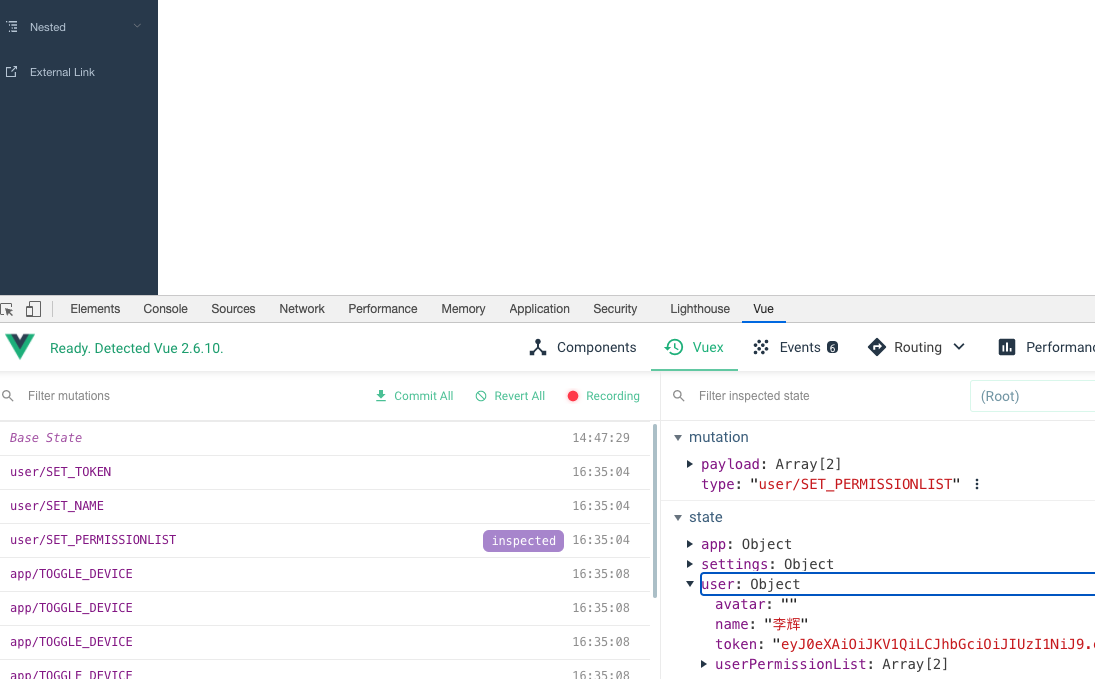 Nested
External Link
Elements Console Sources Network Performance Memory Application Security Lighthouse Vue
Ready. Detected Vue 2.6.10. Components Vuex Events 6 Routing Performanc
Filter mutations Commit All Revert All Recording
Filter inspected state (Root)
Base State 14:47:29
user/SET_TOKEN 16:35:04
user/SET_NAME 16:35:04
user/SET_PERMISSIONLIST inspected 16:35:04
app/TOGGLE_DEVICE 16:35:08
app/TOGGLE_DEVICE 16:35:08
app/TOGGLE_DEVICE 16:35:08
app/TOGGLE_DEVICE 16:35:08
mutation
payload: Array[2]
type: "user/SET_PERMISSIONLIST"
state
app: Object
settings: Object
user: Object
avatar: ""
name: "李辉"
token: "eyJ0eXAiOiJKV1QiLCJhbGciOiJIUzI1NiJ9.
userPermissionList: Array[2]